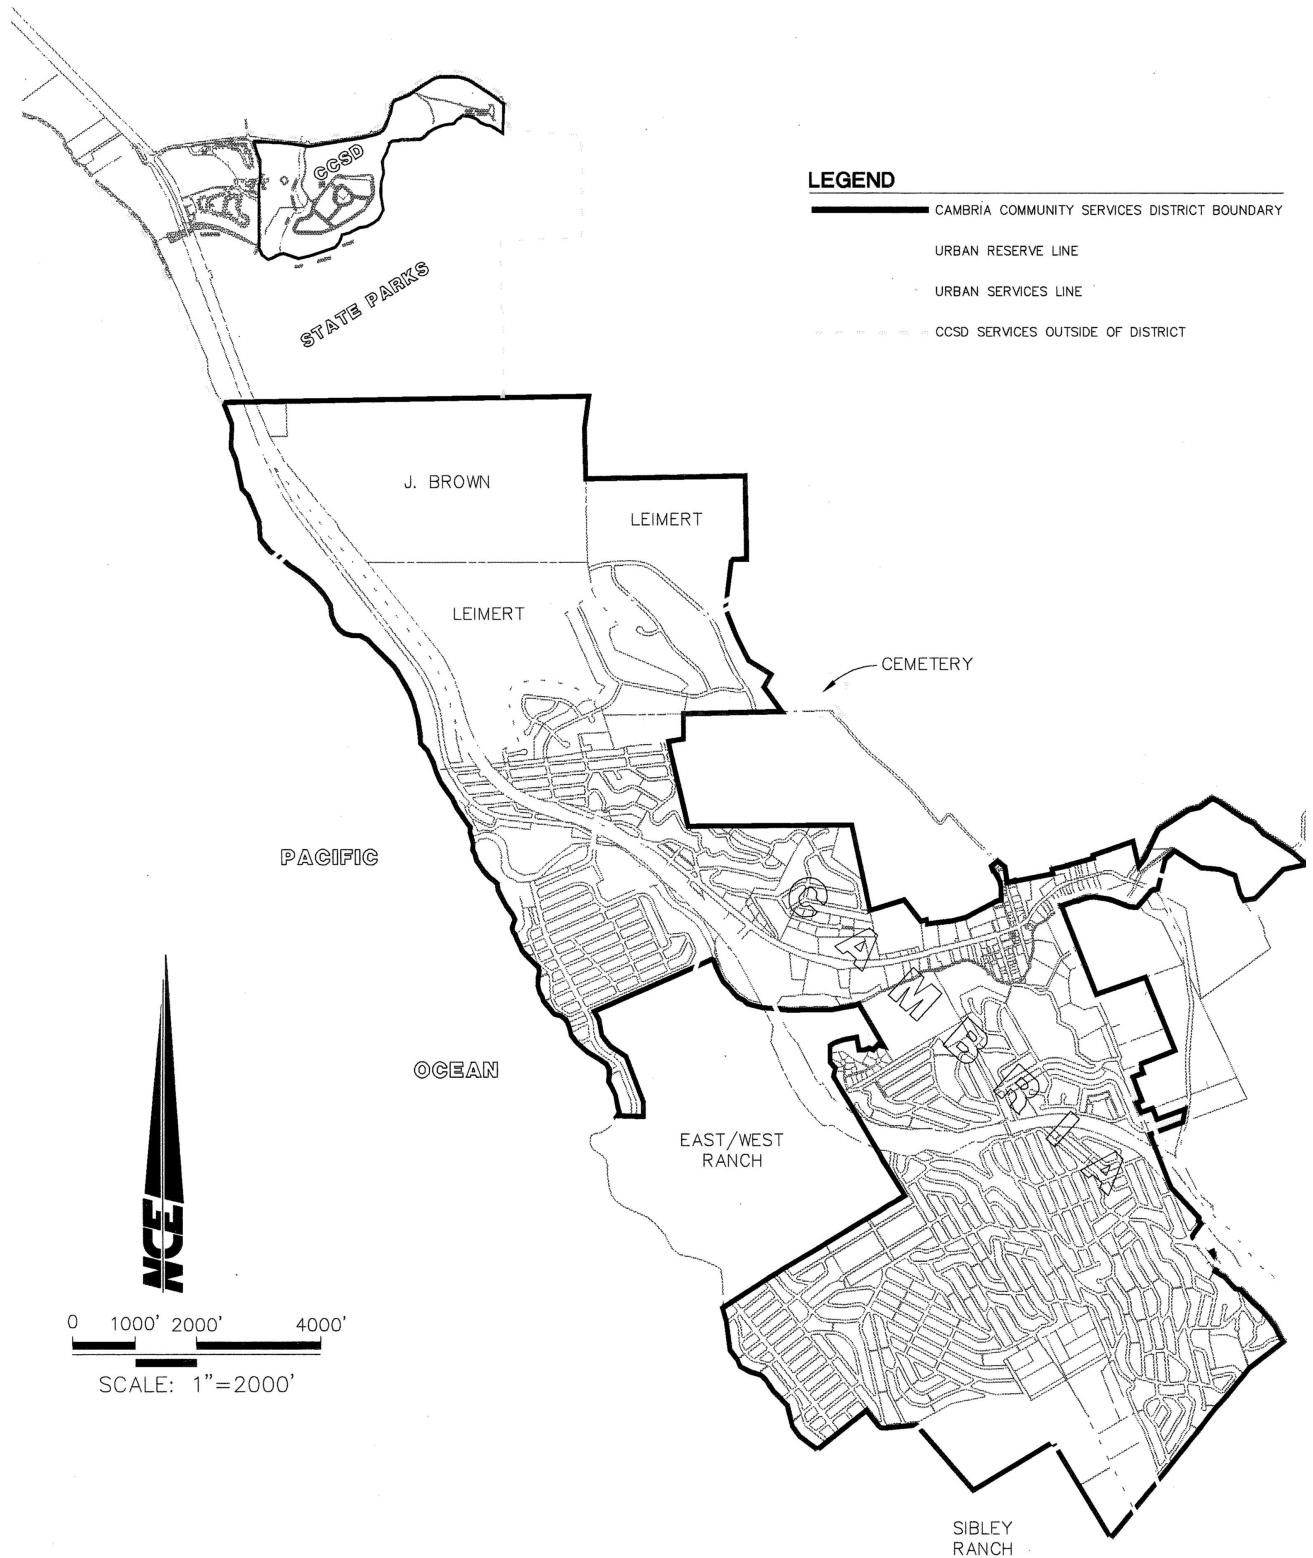 CCSD
LEGEND
CAMBRIA COMMUNITY SERVICES DISTRICT BOUNDARY
URBAN RESERVE LINE
URBAN SERVICES LINE
CCSD SERVICES OUTSIDE OF DISTRICT
STATE PARKS
J. BROWN
LEIMERT
LEIMERT
CEMETERY
PACIFIC
CAMBRIA
OCEAN
EAST/WEST
RANCH
NCE
0 1000' 2000' 4000'
SCALE: 1"=2000'
SIBLEY
RANCH